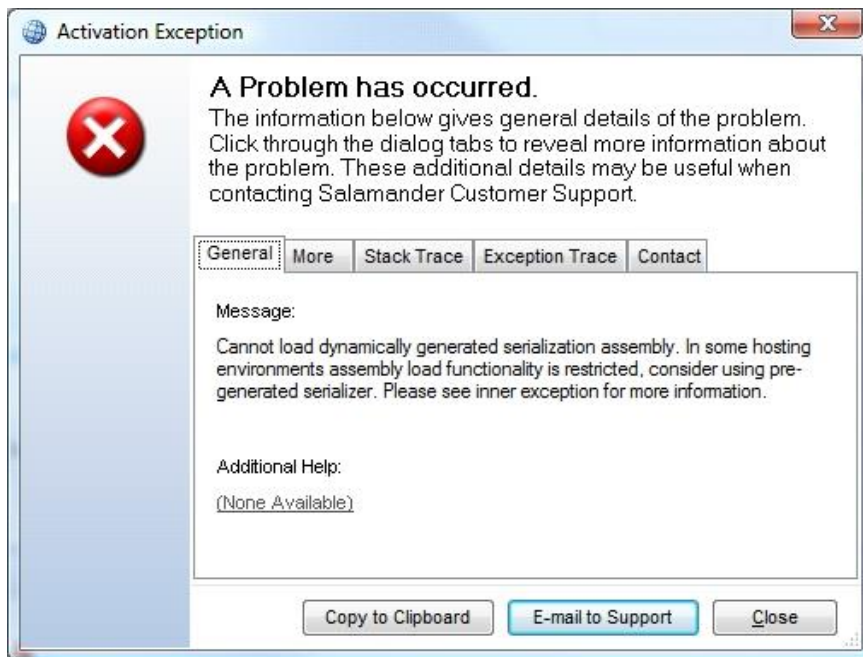 Activation Exception
A Problem has occurred.
The information below gives general details of the problem.
Click through the dialog tabs to reveal more information about
the problem. These additional details may be useful when
contacting Salamander Customer Support.
General More Stack Trace Exception Trace Contact
Message:
Cannot load dynamically generated serialization assembly. In some hosting
environments assembly load functionality is restricted, consider using pre-
generated serializer. Please see inner exception for more information.
Additional Help:
(None Available)
Copy to Clipboard E-mail to Support Close